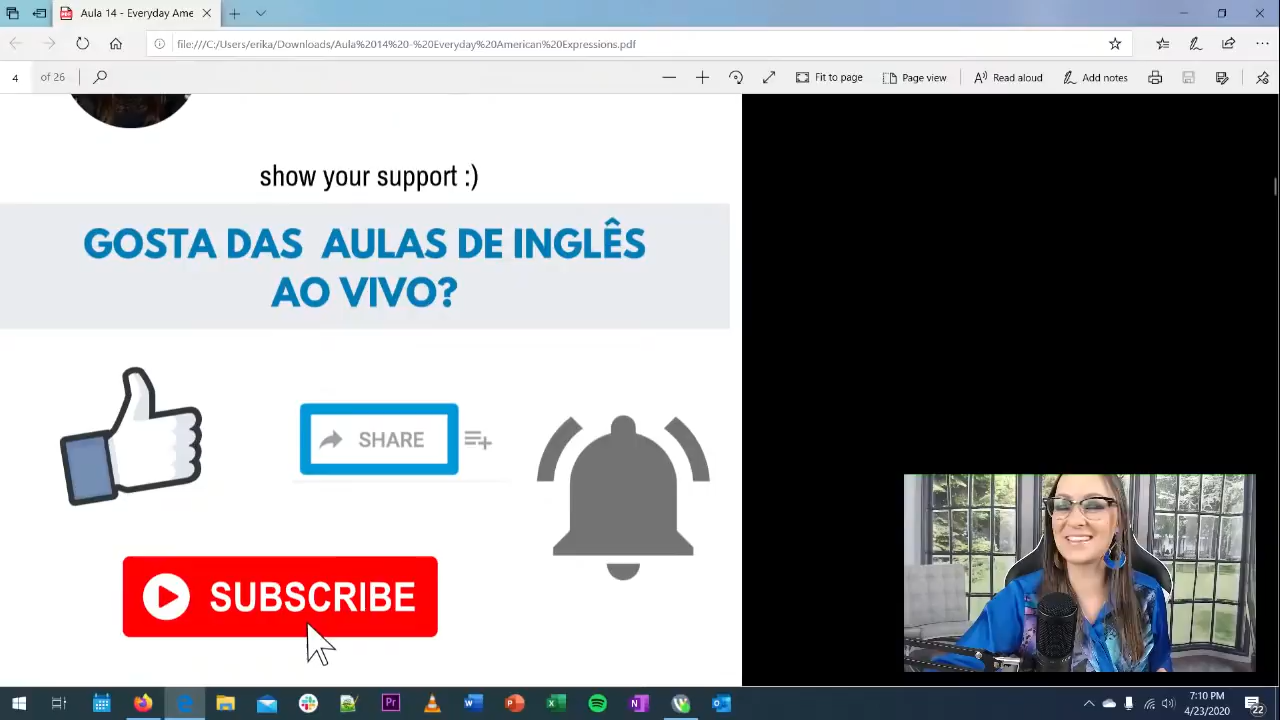 Aula 14 - Everyday Ame
file:///C:/Users/erika/Downloads/Aula%2014%20-%20Everyday%20American%20Expressions.pdf
4 of 26
Fit to page
Page view
Read aloud
Add notes
show your support :)
GOSTA DAS AULAS DE INGLÊS
AO VIVO?
SHARE
SUBSCRIBE
7:10 PM
4/23/2020
22